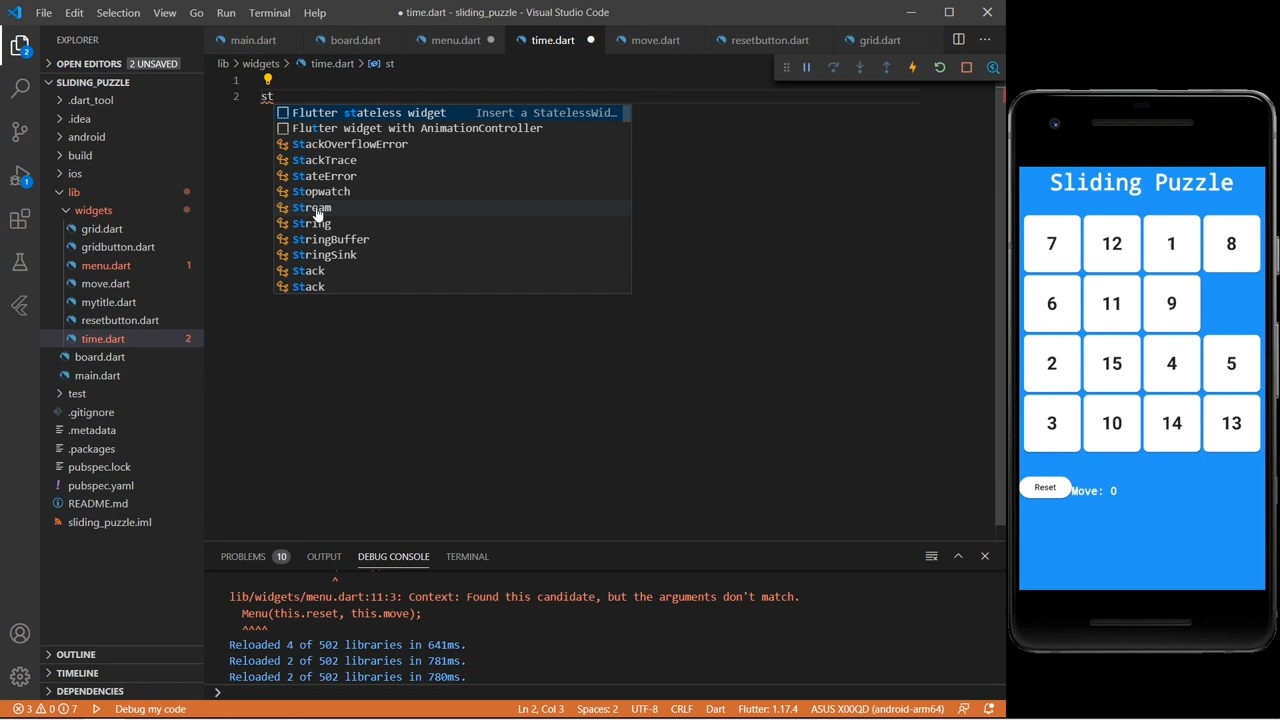 File Edit Selection View Go Run Terminal Help
● time.dart - sliding_puzzle - Visual Studio Code
EXPLORER
main.dart board.dart menu.dart time.dart move.dart resetbutton.dart grid.dart
OPEN EDITORS 2 UNSAVED
lib > widgets > time.dart > st
SLIDING_PUZZLE
.dart_tool
.idea
android
build
ios
lib
widgets
grid.dart
gridbutton.dart
menu.dart 1
move.dart
mytitle.dart
resetbutton.dart
time.dart 2
board.dart
main.dart
test
.gitignore
.metadata
.packages
pubspec.lock
pubspec.yaml
README.md
sliding_puzzle.iml
OUTLINE
TIMELINE
DEPENDENCIES
2
1
1
2 st
Flutter stateless widget Insert a StatelessWid...
Flutter widget with AnimationController
StackOverflowError
StackTrace
StateError
Stopwatch
Stream
String
StringBuffer
StringSink
Stack
Stack
PROBLEMS 10 OUTPUT DEBUG CONSOLE TERMINAL
^
lib/widgets/menu.dart:11:3: Context: Found this candidate, but the arguments don't match.
Menu(this.reset, this.move);
^^^^
Reloaded 4 of 502 libraries in 641ms.
Reloaded 2 of 502 libraries in 781ms.
Reloaded 2 of 502 libraries in 780ms.
>
3 0 7 Debug my code Ln 2, Col 3 Spaces: 2 UTF-8 CRLF Dart Flutter: 1.17.4 ASUS X00QD (android-arm64)
Sliding Puzzle
7 12 1 8
6 11 9
2 15 4 5
3 10 14 13
Reset Move: 0